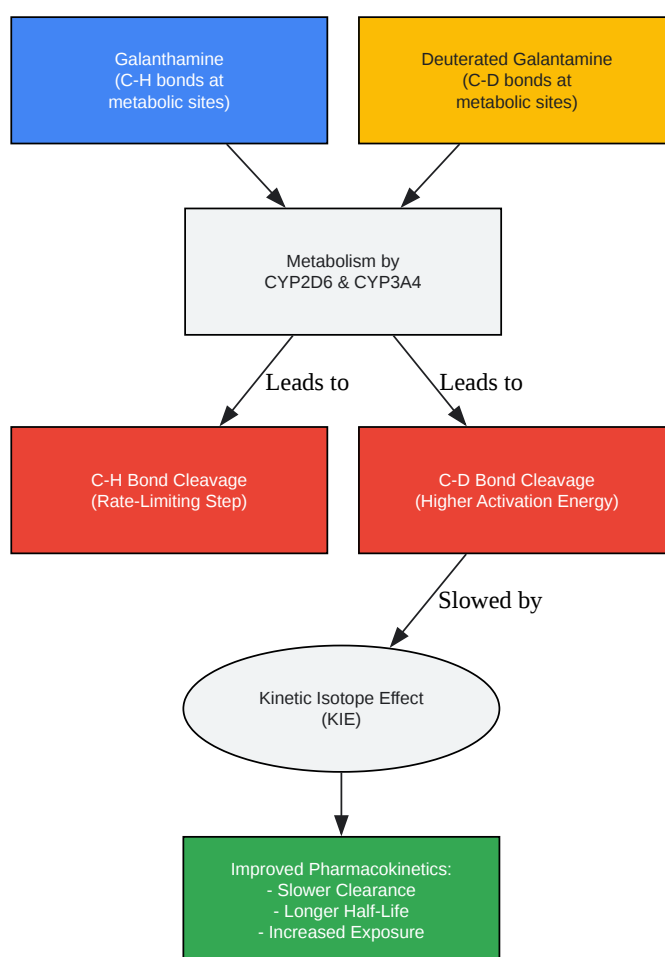 Galanthamine
(C-H bonds at
metabolic sites)
Deuterated Galantamine
(C-D bonds at
metabolic sites)
Metabolism by
CYP2D6 & CYP3A4
Leads to
Leads to
C-H Bond Cleavage
(Rate-Limiting Step)
C-D Bond Cleavage
(Higher Activation Energy)
Slowed by
Kinetic Isotope Effect
(KIE)
Improved Pharmacokinetics:
- Slower Clearance
- Longer Half-Life
- Increased Exposure